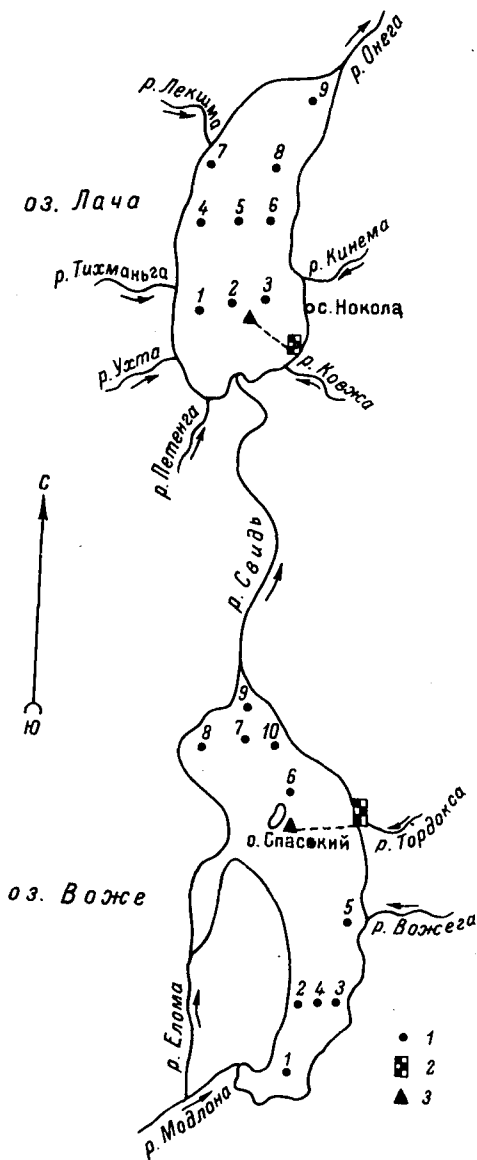 р. Онега
р. Лекшма
9
7
8
оз. Лача
4 5 6
р. Кинема
р. Тихманьга
1 2 3
с. Нокола
р. Ухта
р. Ковжа
р. Петенга
С
р. Свидь
Ю
9
8 7 10
6
о. Спасский
р. Тордокса
оз. Воже
5
р. Вожега
2 4 3
р. Елома
1
1
2
р. Модлона
3